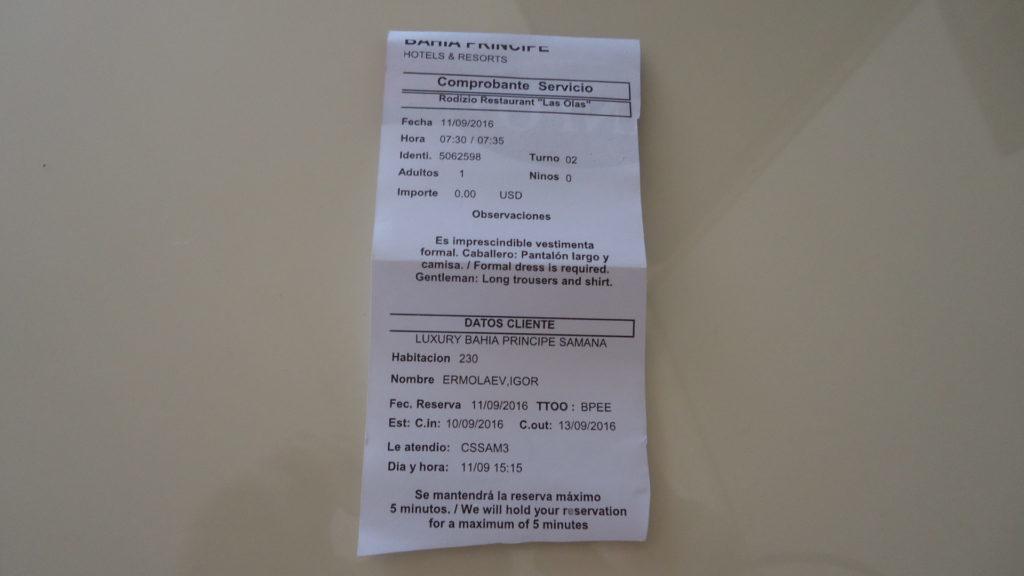 BAHIA PRINCIPE
HOTELS & RESORTS
Comprobante Servicio
Rodizio Restaurant "Las Olas"
Fecha 11/09/2016
Hora 07:30 / 07:35
Identi. 5062598 Turno 02
Adultos 1 Ninos 0
Importe 0.00 USD
Observaciones
Es imprescindible vestimenta
formal. Caballero: Pantalón largo y
camisa. / Formal dress is required.
Gentleman: Long trousers and shirt.
DATOS CLIENTE
LUXURY BAHIA PRINCIPE SAMANA
Habitacion 230
Nombre ERMOLAEV,IGOR
Fec. Reserva 11/09/2016 TTOO : BPEE
Est: C.in: 10/09/2016 C.out: 13/09/2016
Le atendio: CSSAM3
Dia y hora: 11/09 15:15
Se mantendrá la reserva máximo
5 minutos. / We will hold your reservation
for a maximum of 5 minutes